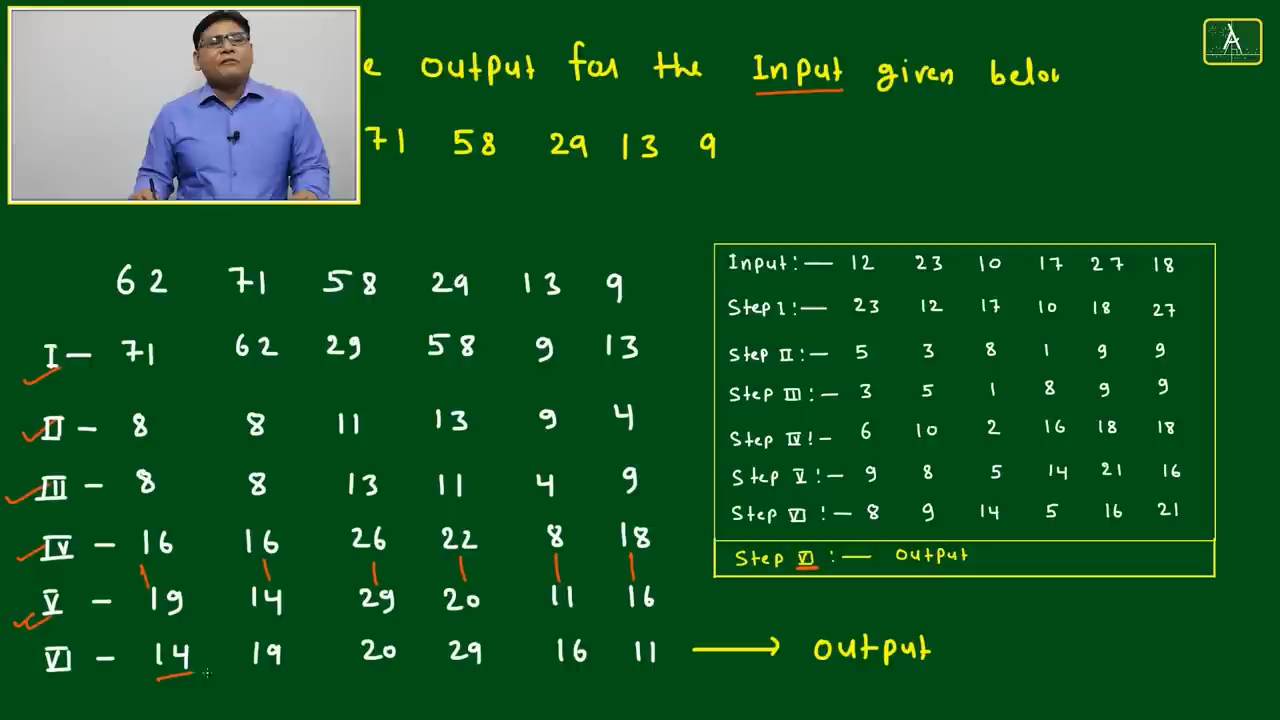 e output for the Input given below
71 58 29 13 9
62 71 58 29 13 9
I — 71 62 29 58 9 13
II — 8 8 11 13 9 4
III — 8 8 13 11 4 9
IV — 16 16 26 22 8 18
V — 19 14 29 20 11 16
VI — 14 19 20 29 16 11 → output
Input:— 12 23 10 17 27 18
Step I:— 23 12 17 10 18 27
Step II:— 5 3 8 1 9 9
Step III:— 3 5 1 8 9 9
Step IV:- 6 10 2 16 18 18
Step V:— 9 8 5 14 21 16
Step VI:— 8 9 14 5 16 21
Step VI:— output
A